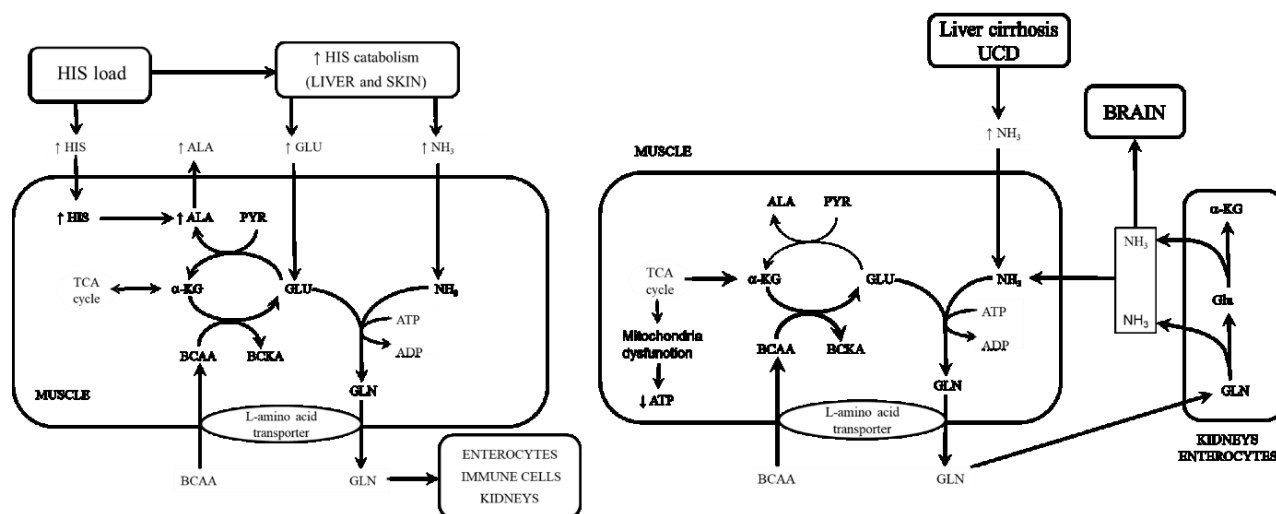 HIS load
↑ HIS catabolism
(LIVER and SKIN)
↑ HIS
↑ ALA
↑ GLU
↑ NH₃
↑ HIS
↑ ALA
PYR
TCA
cycle
α-KG
GLU
NH₃
ATP
ADP
BCAA
BCKA
GLN
MUSCLE
L-amino acid
transporter
BCAA
GLN
ENTEROCYTES
IMMUNE CELLS
KIDNEYS
Liver cirrhosis
UCD
↑ NH₃
BRAIN
MUSCLE
ALA
PYR
TCA
cycle
α-KG
GLU
NH₃
ATP
ADP
Mitochondria
dysfunotion
↓ ATP
BCAA
BCKA
GLN
L-amino acid
transporter
BCAA
GLN
NH₃
NH₃
α-KG
Glu
GLN
KIDNEYS
ENTEROCYTES